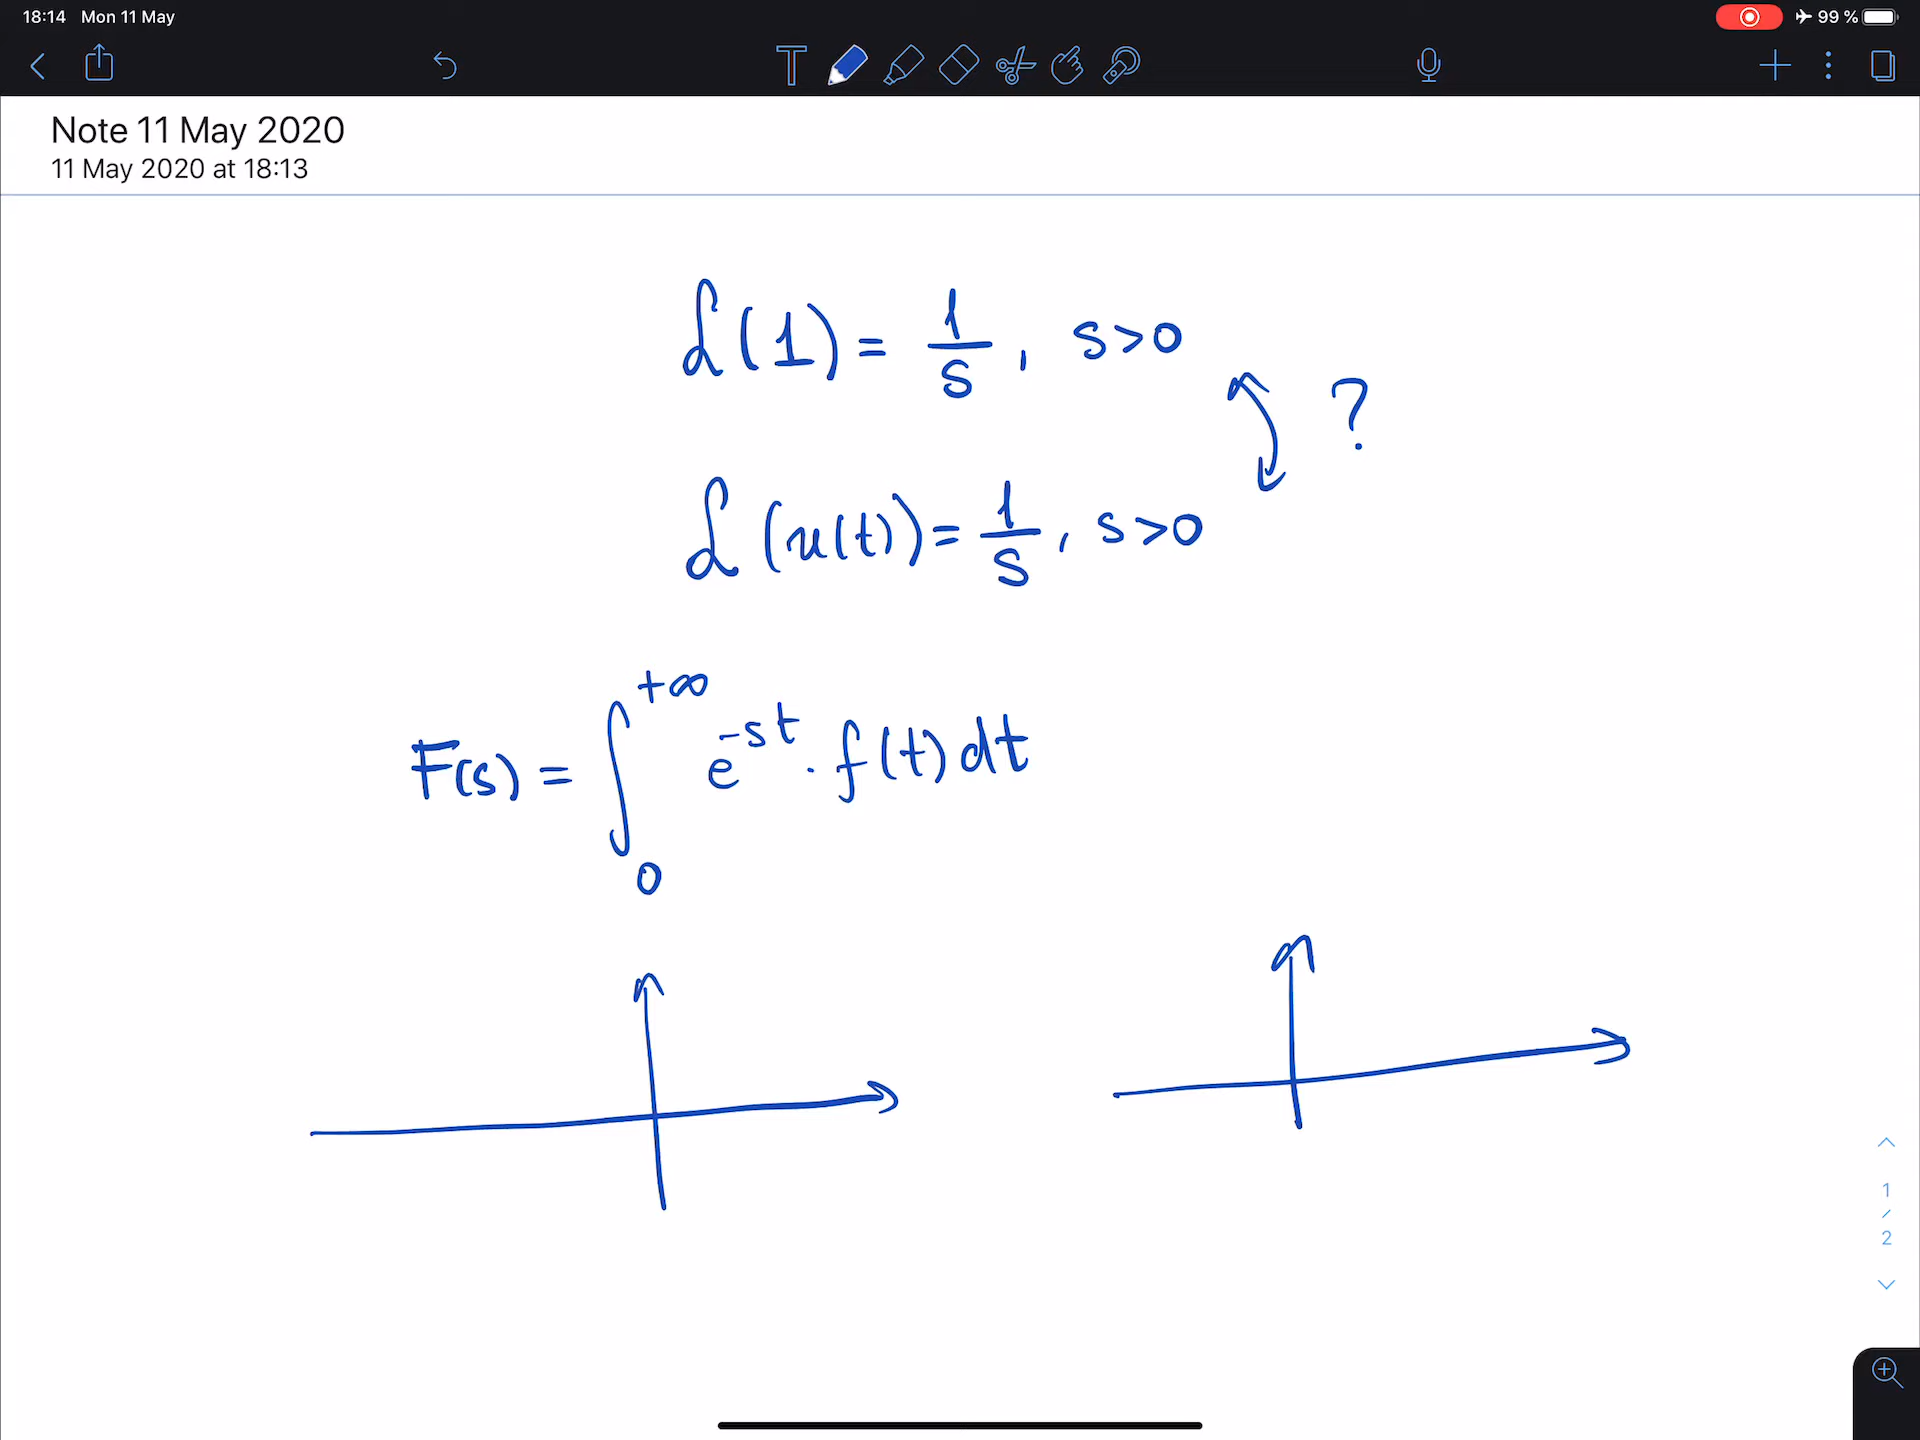 18:14 Mon 11 May 99 %
T
Note 11 May 2020
11 May 2020 at 18:13
ℒ(1) = 1/s , s>0
?
ℒ(u(t)) = 1/s , s>0
F(s) = ∫₀^{+∞} e^{-st} · f(t) dt
1
/
2